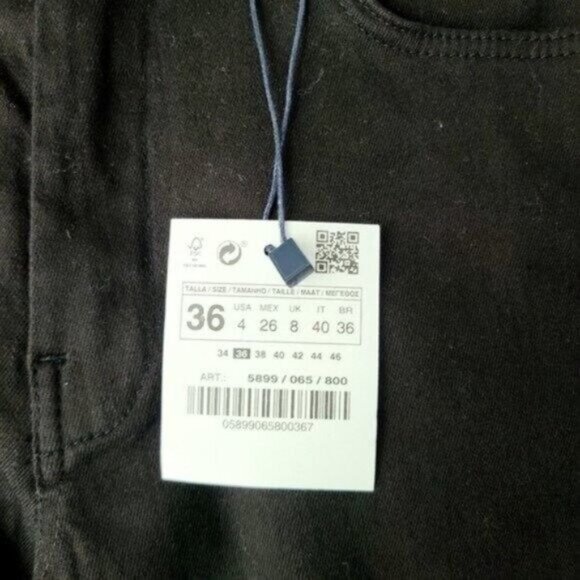 FSC
TALLA / SIZE / TAMANHO / TAILLE / MAAT / ΜΕΓΕΘΟΣ
36 USA MEX UK IT BR
4 26 8 40 36
34 36 38 40 42 44 46
ART.: 5899 / 065 / 800
05899065800367